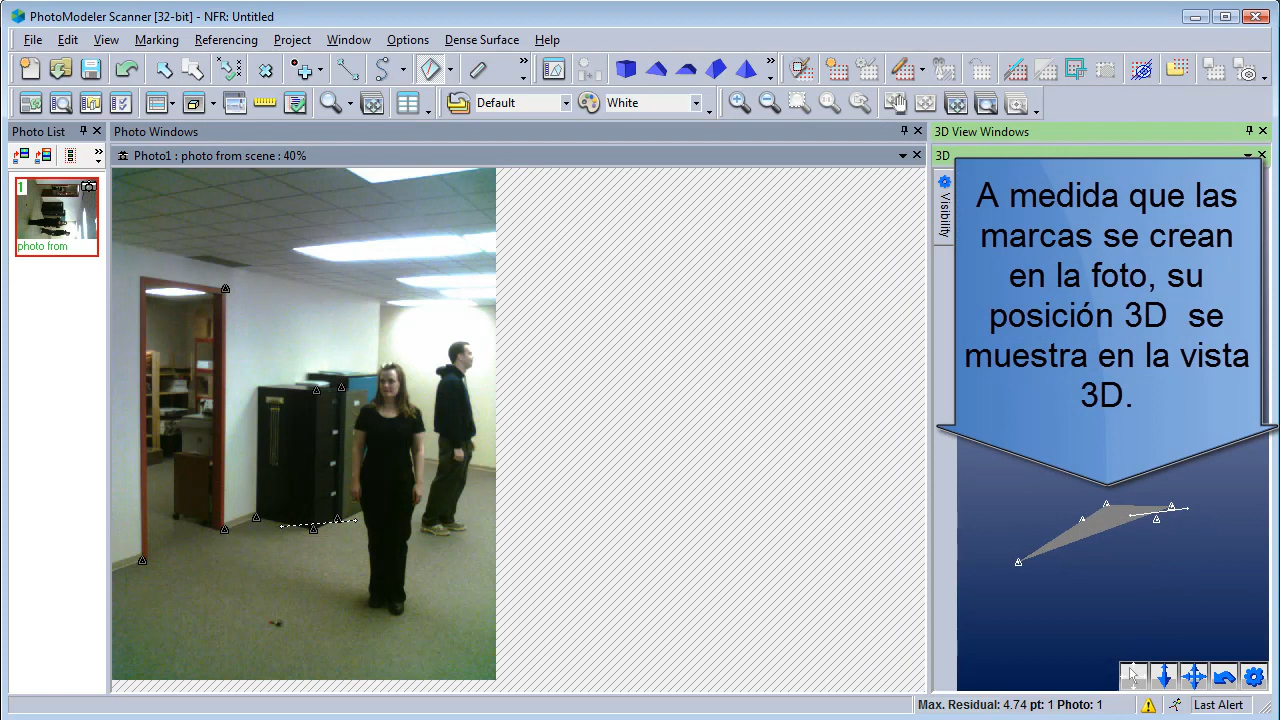 PhotoModeler Scanner [32-bit] - NFR: Untitled
File Edit View Marking Referencing Project Window Options Dense Surface Help
Default White
Photo List Photo Windows 3D View Windows
Photo1 : photo from scene : 40% 3D
1
photo from
Visibility
A medida que las
marcas se crean
en la foto, su
posición 3D se
muestra en la vista
3D.
Max. Residual: 4.74 pt: 1 Photo: 1 Last Alert